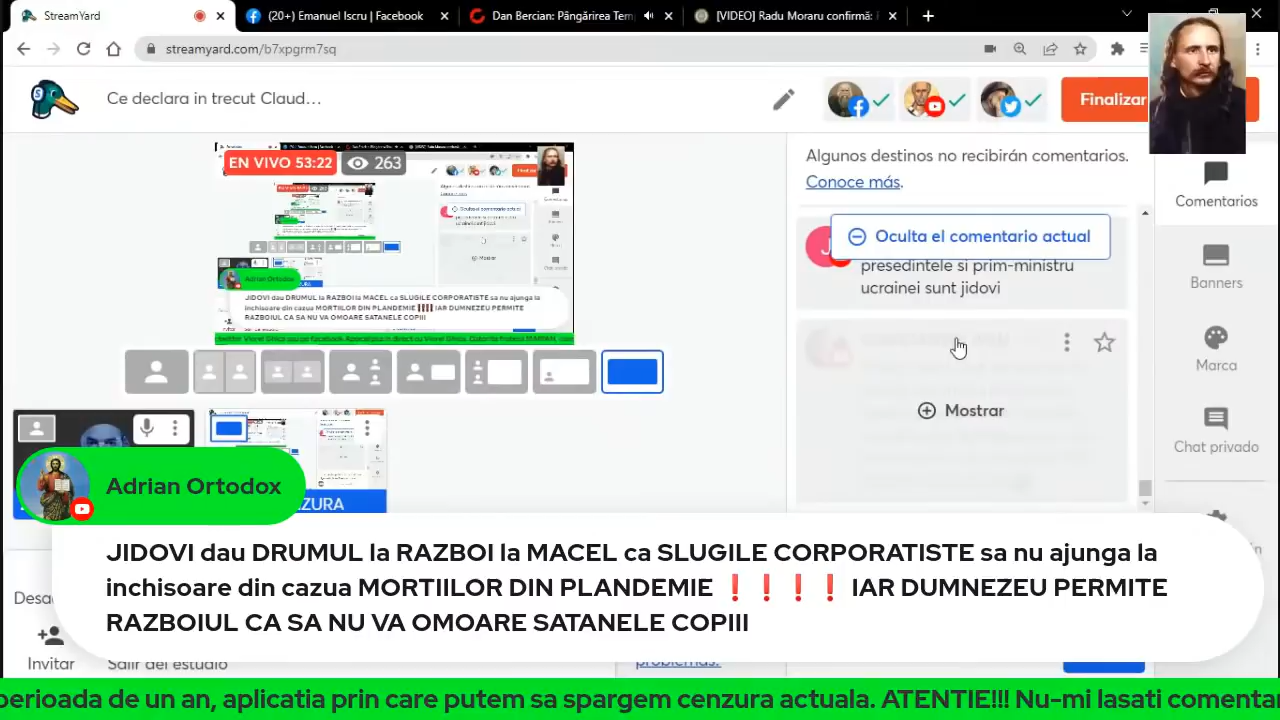 StreamYard
(20+) Emanuel Iscru | Facebook
Dan Bercian: Pângărirea Tem
[VIDEO] Radu Moraru confirmă:
streamyard.com/b7xpgrm7sq
Ce declara in trecut Claud...
Finalizar
EN VIVO 53:22
263
Algunos destinos no recibirán comentarios.
Conoce más.
Oculta el comentario actual
presedintele si prim-ministru
ucrainei sunt jidovi
Mostrar
Comentarios
Banners
Marca
Chat privado
ZURA
Adrian Ortodox
JIDOVI dau DRUMUL la RAZBOI la MACEL ca SLUGILE CORPORATISTE sa nu ajunga la
inchisoare din cazua MORTIILOR DIN PLANDEMIE ❗❗❗❗ IAR DUMNEZEU PERMITE
RAZBOIUL CA SA NU VA OMOARE SATANELE COPIII
Desa
Invitar
Salir del estudio
problemas.
perioada de un an, aplicatia prin care putem sa spargem cenzura actuala. ATENTIE!!! Nu-mi lasati comenta